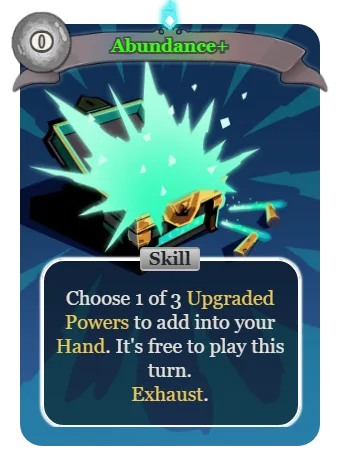 0
Abundance+
Skill
Choose 1 of 3 Upgraded
Powers to add into your
Hand. It's free to play this
turn.
Exhaust.